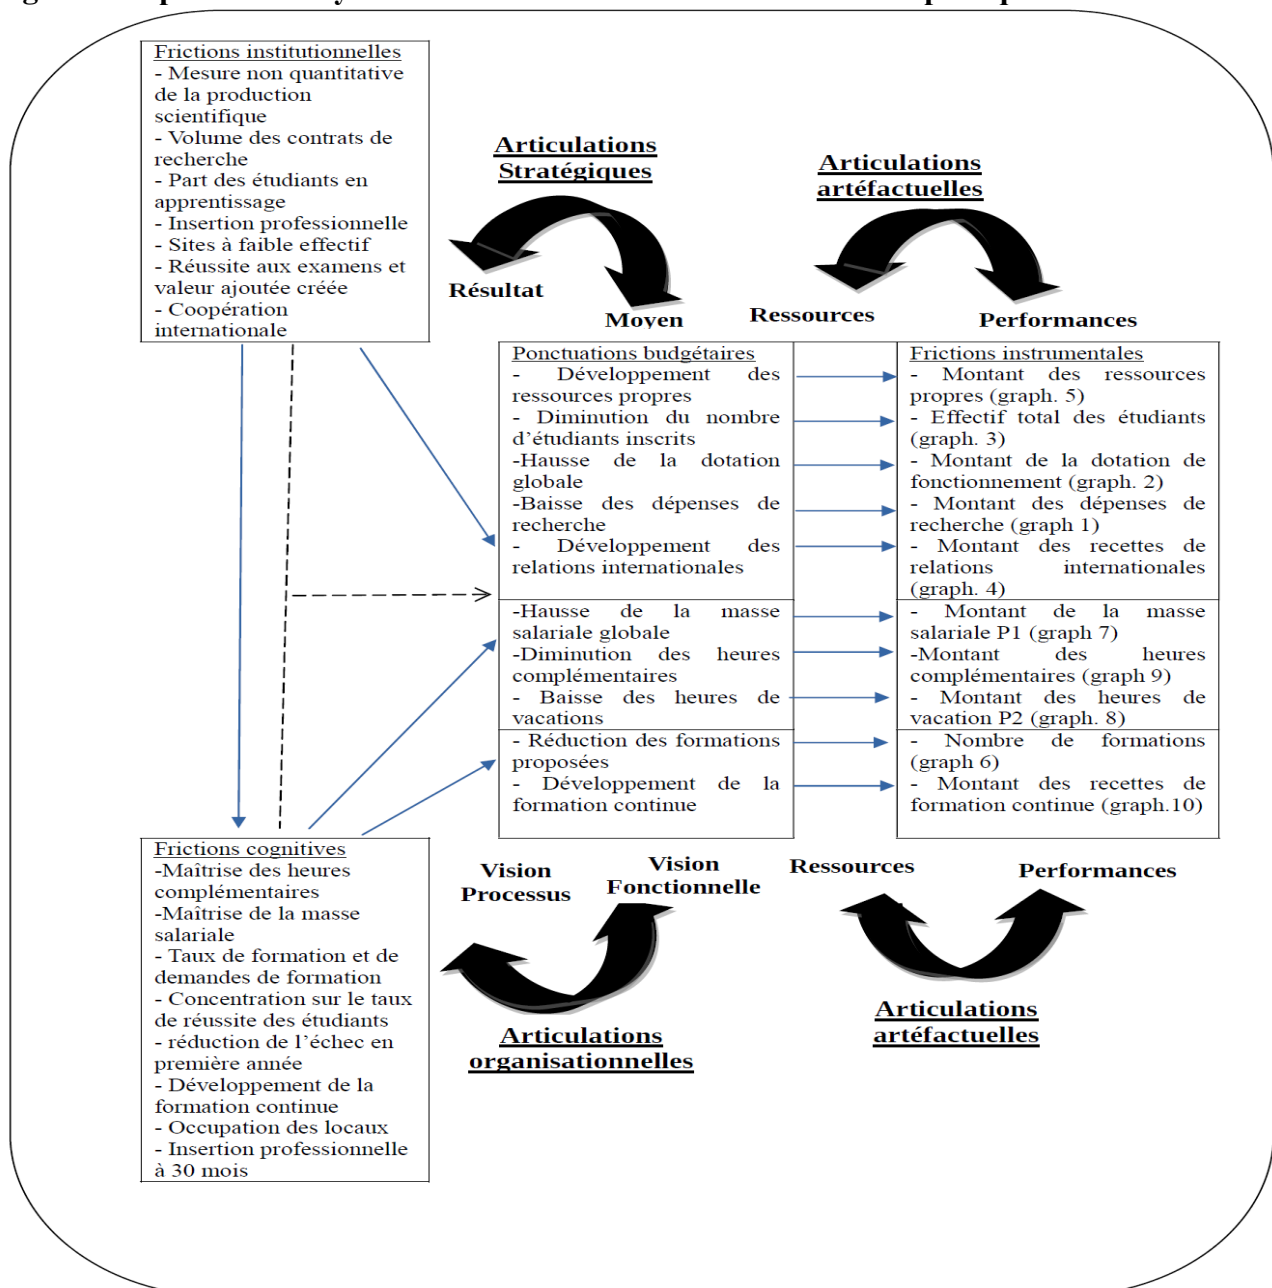 Frictions institutionnelles
- Mesure non quantitative
de la production
scientifique
- Volume des contrats de
recherche
- Part des étudiants en
apprentissage
- Insertion professionnelle
- Sites à faible effectif
- Réussite aux examens et
valeur ajoutée créée
- Coopération
internationale
Articulations
Stratégiques
Résultat
Moyen
Articulations
artéfactuelles
Ressources
Performances
Ponctuations budgétaires
- Développement des
ressources propres
- Diminution du nombre
d'étudiants inscrits
-Hausse de la dotation
globale
-Baisse des dépenses de
recherche
- Développement des
relations internationales
-Hausse de la masse
salariale globale
-Diminution des heures
complémentaires
- Baisse des heures de
vacations
- Réduction des formations
proposées
- Développement de la
formation continue
Frictions instrumentales
- Montant des ressources
propres (graph. 5)
- Effectif total des étudiants
(graph. 3)
- Montant de la dotation de
fonctionnement (graph. 2)
- Montant des dépenses de
recherche (graph 1)
- Montant des recettes de
relations internationales
(graph. 4)
- Montant de la masse
salariale P1 (graph 7)
-Montant des heures
complémentaires (graph 9)
- Montant des heures de
vacation P2 (graph. 8)
- Nombre de formations
(graph 6)
- Montant des recettes de
formation continue (graph.10)
Frictions cognitives
-Maîtrise des heures
complémentaires
-Maîtrise de la masse
salariale
- Taux de formation et de
demandes de formation
- Concentration sur le taux
de réussite des étudiants
- réduction de l'échec en
première année
- Développement de la
formation continue
- Occupation des locaux
- Insertion professionnelle
à 30 mois
Vision
Processus
Vision
Fonctionnelle
Articulations
organisationnelles
Ressources
Performances
Articulations
artéfactuelles